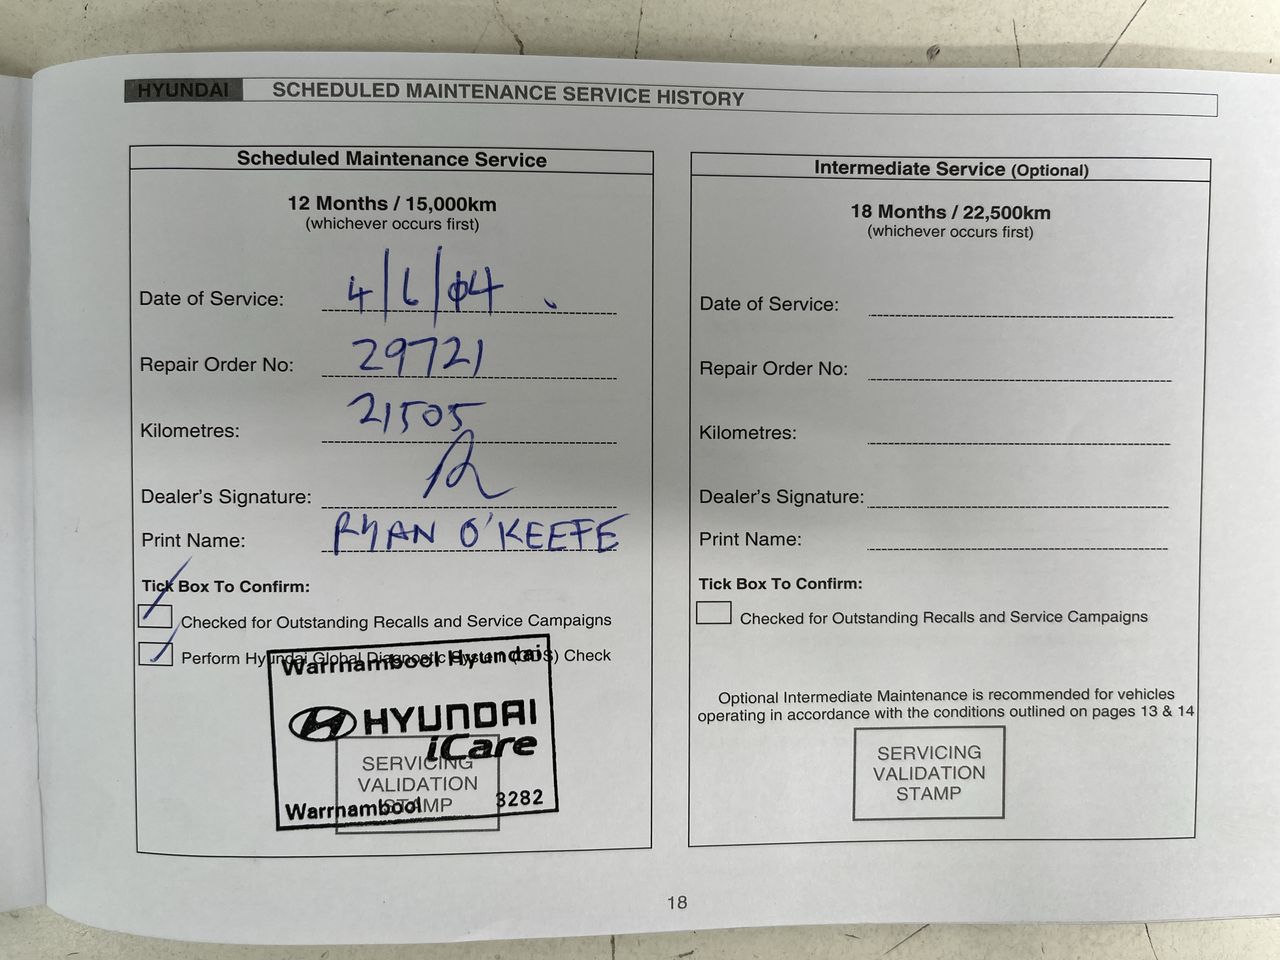 HYUNDAI SCHEDULED MAINTENANCE SERVICE HISTORY
Scheduled Maintenance Service
12 Months / 15,000km
(whichever occurs first)
Date of Service: 4/6/04
Repair Order No: 29721
Kilometres: 21505
Dealer's Signature:
Print Name: RYAN O'KEEFE
Tick Box To Confirm:
Checked for Outstanding Recalls and Service Campaigns
Perform Hyundai Global Diagnostic System (GDS) Check
Warrnambool Hyundai
HYUNDAI
iCare
SERVICING
VALIDATION
STAMP
Warrnambool 3282
Intermediate Service (Optional)
18 Months / 22,500km
(whichever occurs first)
Date of Service:
Repair Order No:
Kilometres:
Dealer's Signature:
Print Name:
Tick Box To Confirm:
Checked for Outstanding Recalls and Service Campaigns
Optional Intermediate Maintenance is recommended for vehicles
operating in accordance with the conditions outlined on pages 13 & 14
SERVICING
VALIDATION
STAMP
18